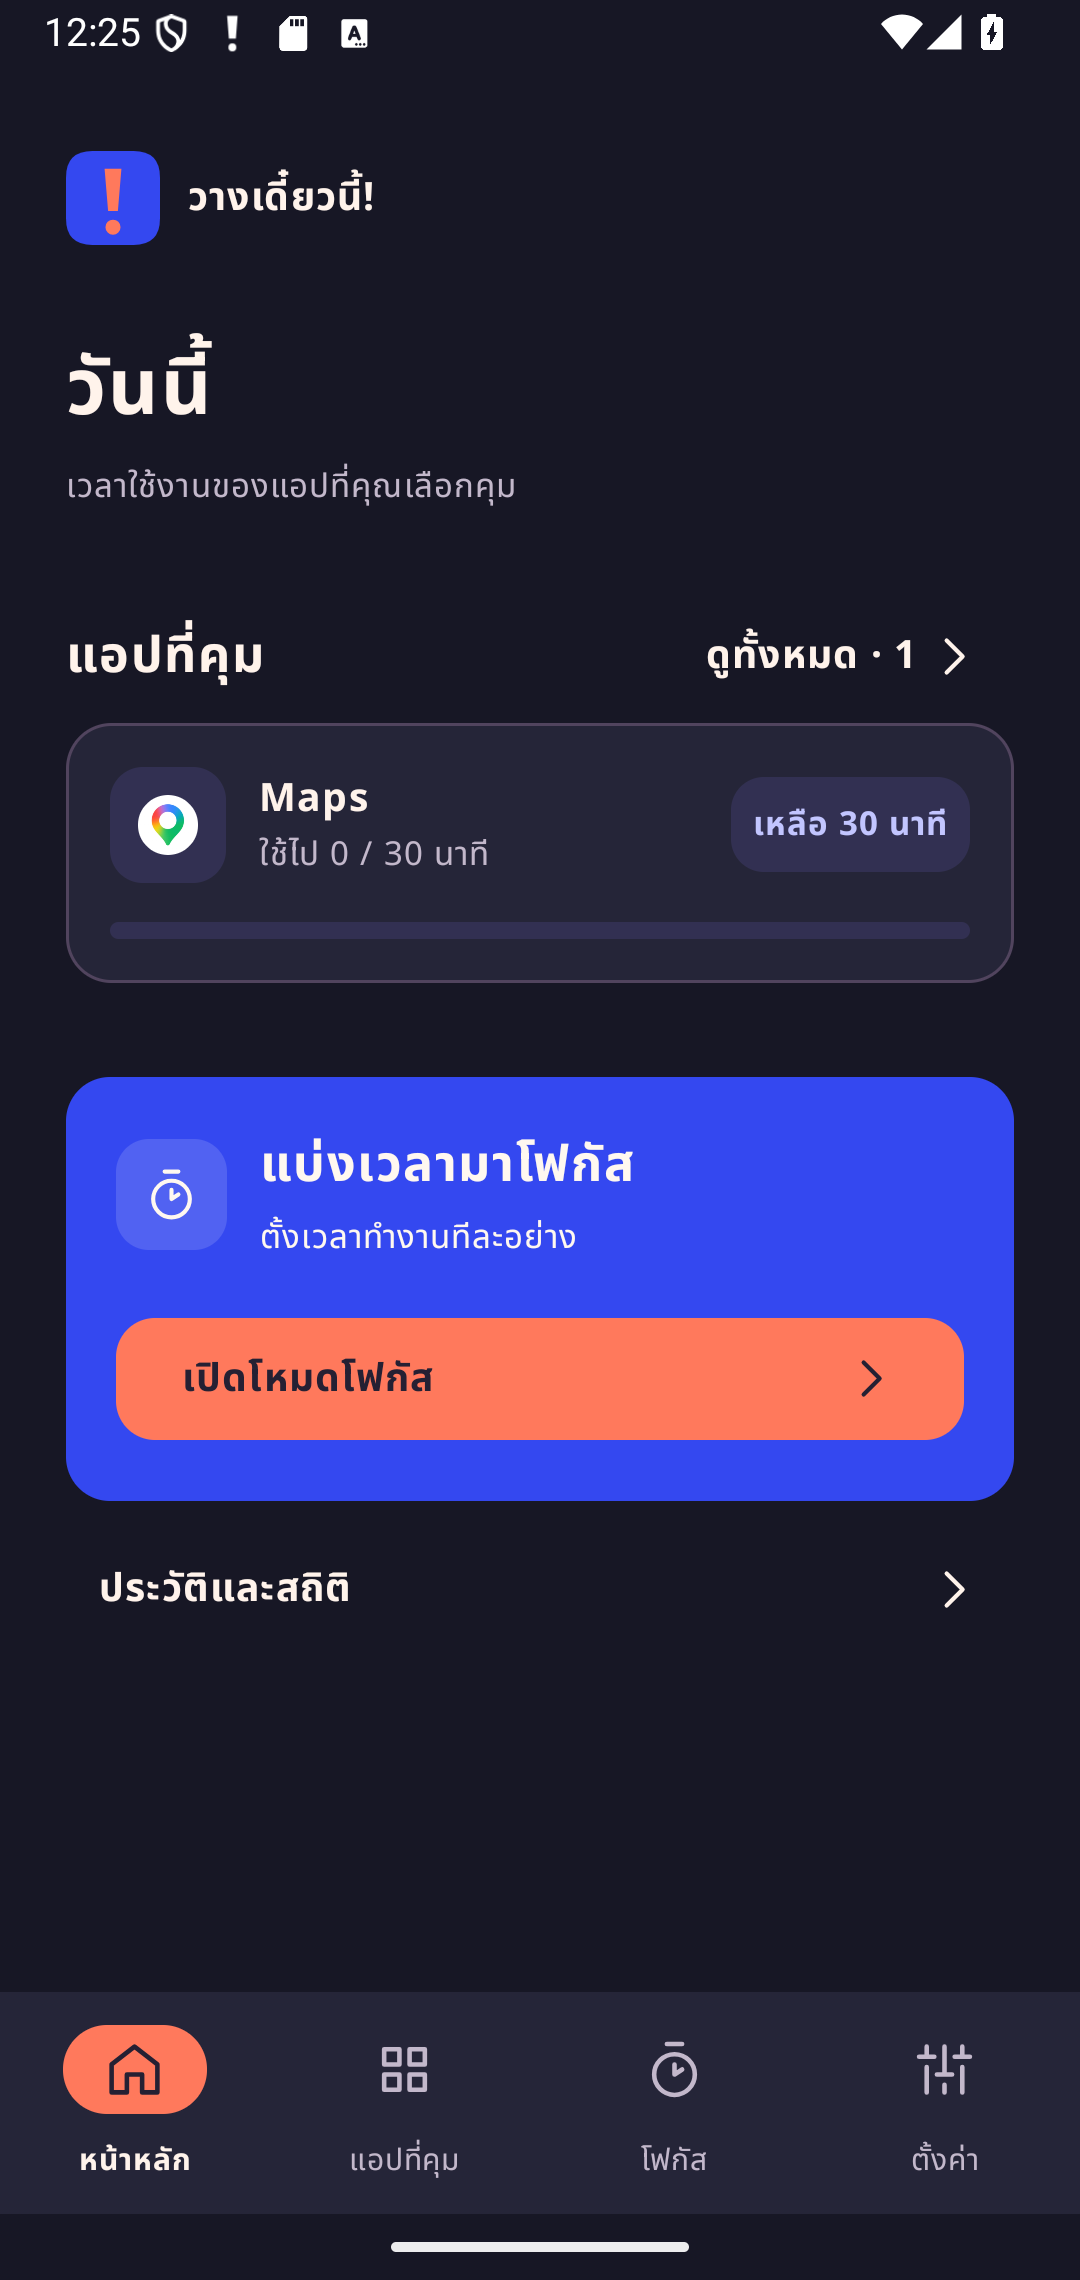 12:25
วางเดี๋ยวนี้!
วันนี้
เวลาใช้งานของแอปที่คุณเลือกคุม
แอปที่คุม
ดูทั้งหมด · 1
Maps
ใช้ไป 0 / 30 นาที
เหลือ 30 นาที
แบ่งเวลามาโฟกัส
ตั้งเวลาทำงานทีละอย่าง
เปิดโหมดโฟกัส
ประวัติและสถิติ
หน้าหลัก
แอปที่คุม
โฟกัส
ตั้งค่า